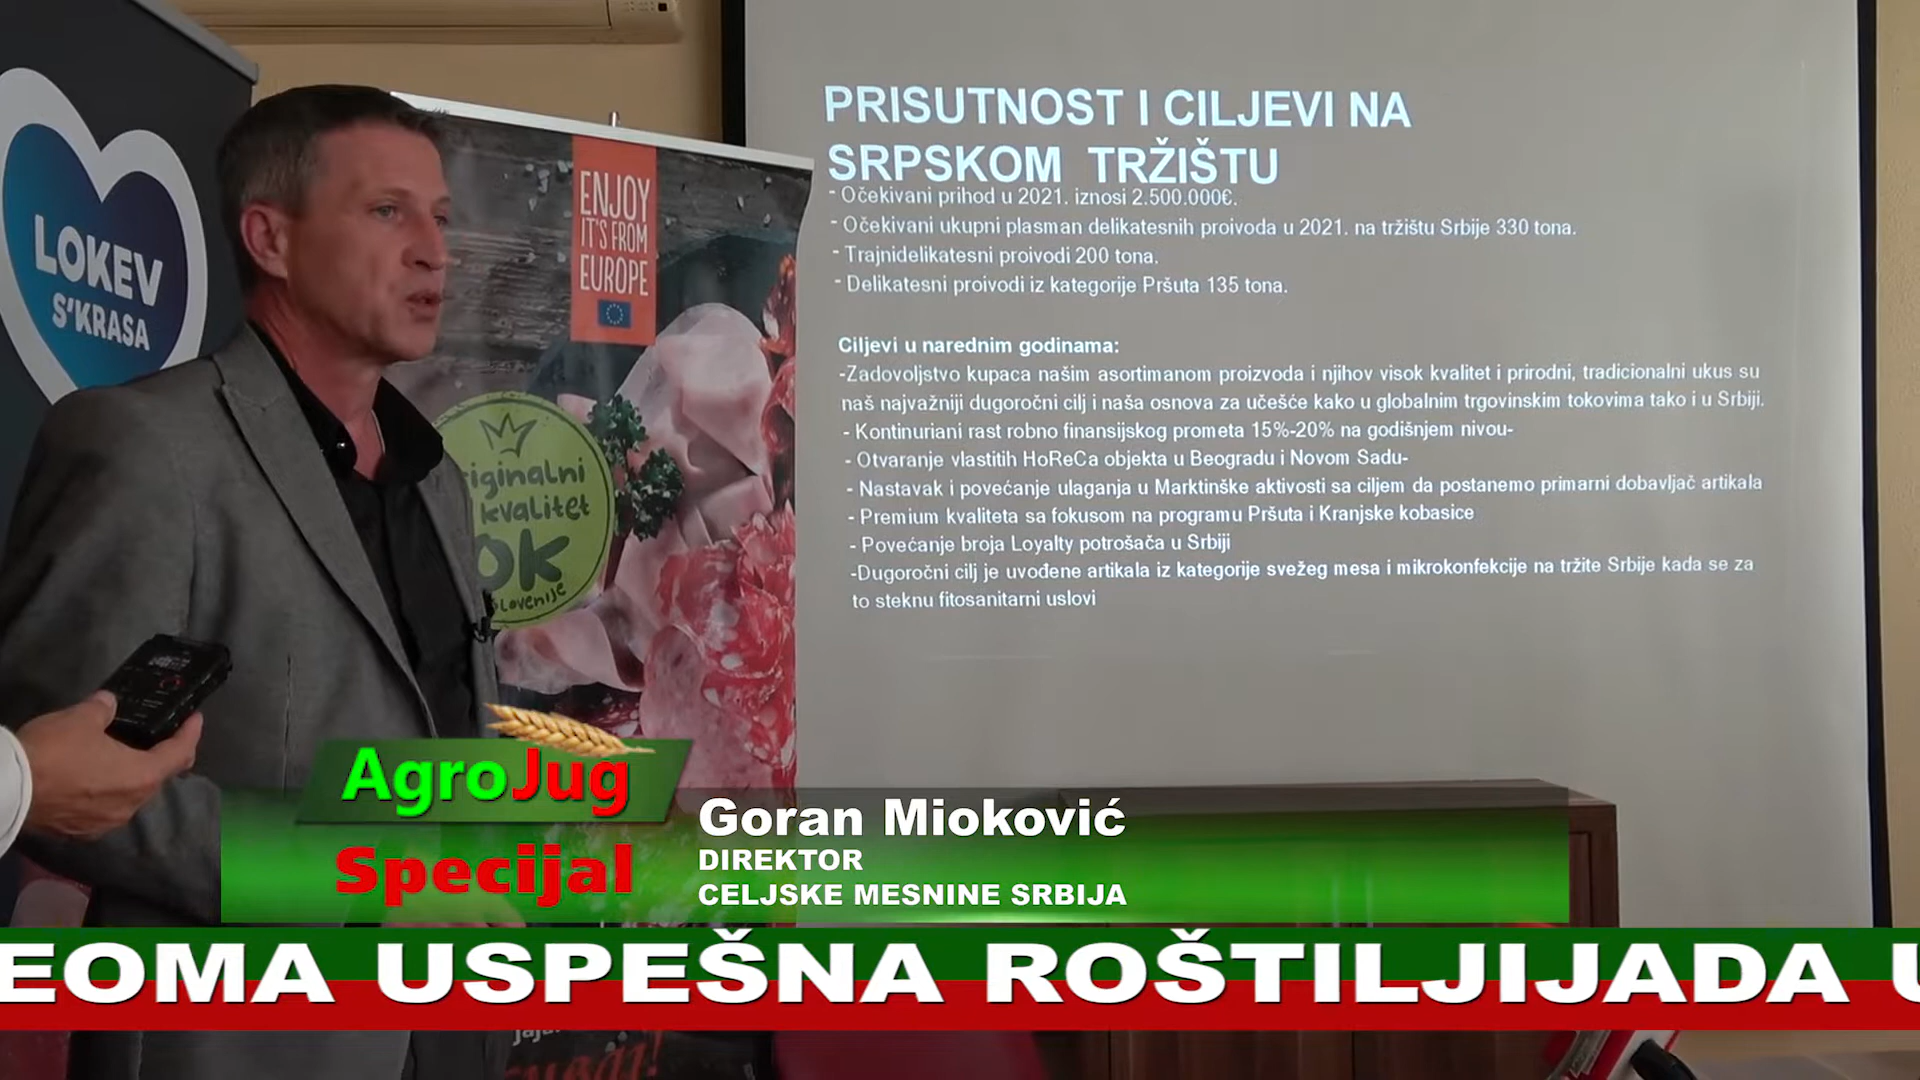 LOKEV
S'KRASA
ENJOY
IT'S FROM
EUROPE
riginalni
kvalitet
OK
Slovenije
PRISUTNOST I CILJEVI NA
SRPSKOM TRŽIŠTU
- Očekivani prihod u 2021. iznosi 2.500.000€.
- Očekivani ukupni plasman delikatesnih proivoda u 2021. na tržištu Srbije 330 tona.
- Trajnidelikatesni proivodi 200 tona.
- Delikatesni proivodi iz kategorije Pršuta 135 tona.
Ciljevi u narednim godinama:
-Zadovoljstvo kupaca našim asortimanom proizvoda i njihov visok kvalitet i prirodni, tradicionalni ukus su
naš najvažniji dugoročni cilj i naša osnova za učešće kako u globalnim trgovinskim tokovima tako i u Srbiji.
- Kontinuriani rast robno finansijskog prometa 15%-20% na godišnjem nivou-
- Otvaranje vlastitih HoReCa objekta u Beogradu i Novom Sadu-
- Nastavak i povećanje ulaganja u Marktinške aktivosti sa ciljem da postanemo primarni dobavljač artikala
- Premium kvaliteta sa fokusom na programu Pršuta i Kranjske kobasice
- Povećanje broja Loyalty potrošača u Srbiji
-Dugoročni cilj je uvođene artikala iz kategorije svežeg mesa i mikrokonfekcije na tržite Srbije kada se za
to steknu fitosanitarni uslovi
AgroJug
Specijal
Goran Mioković
DIREKTOR
CELJSKE MESNINE SRBIJA
EOMA USPEŠNA ROŠTILJIJADA U